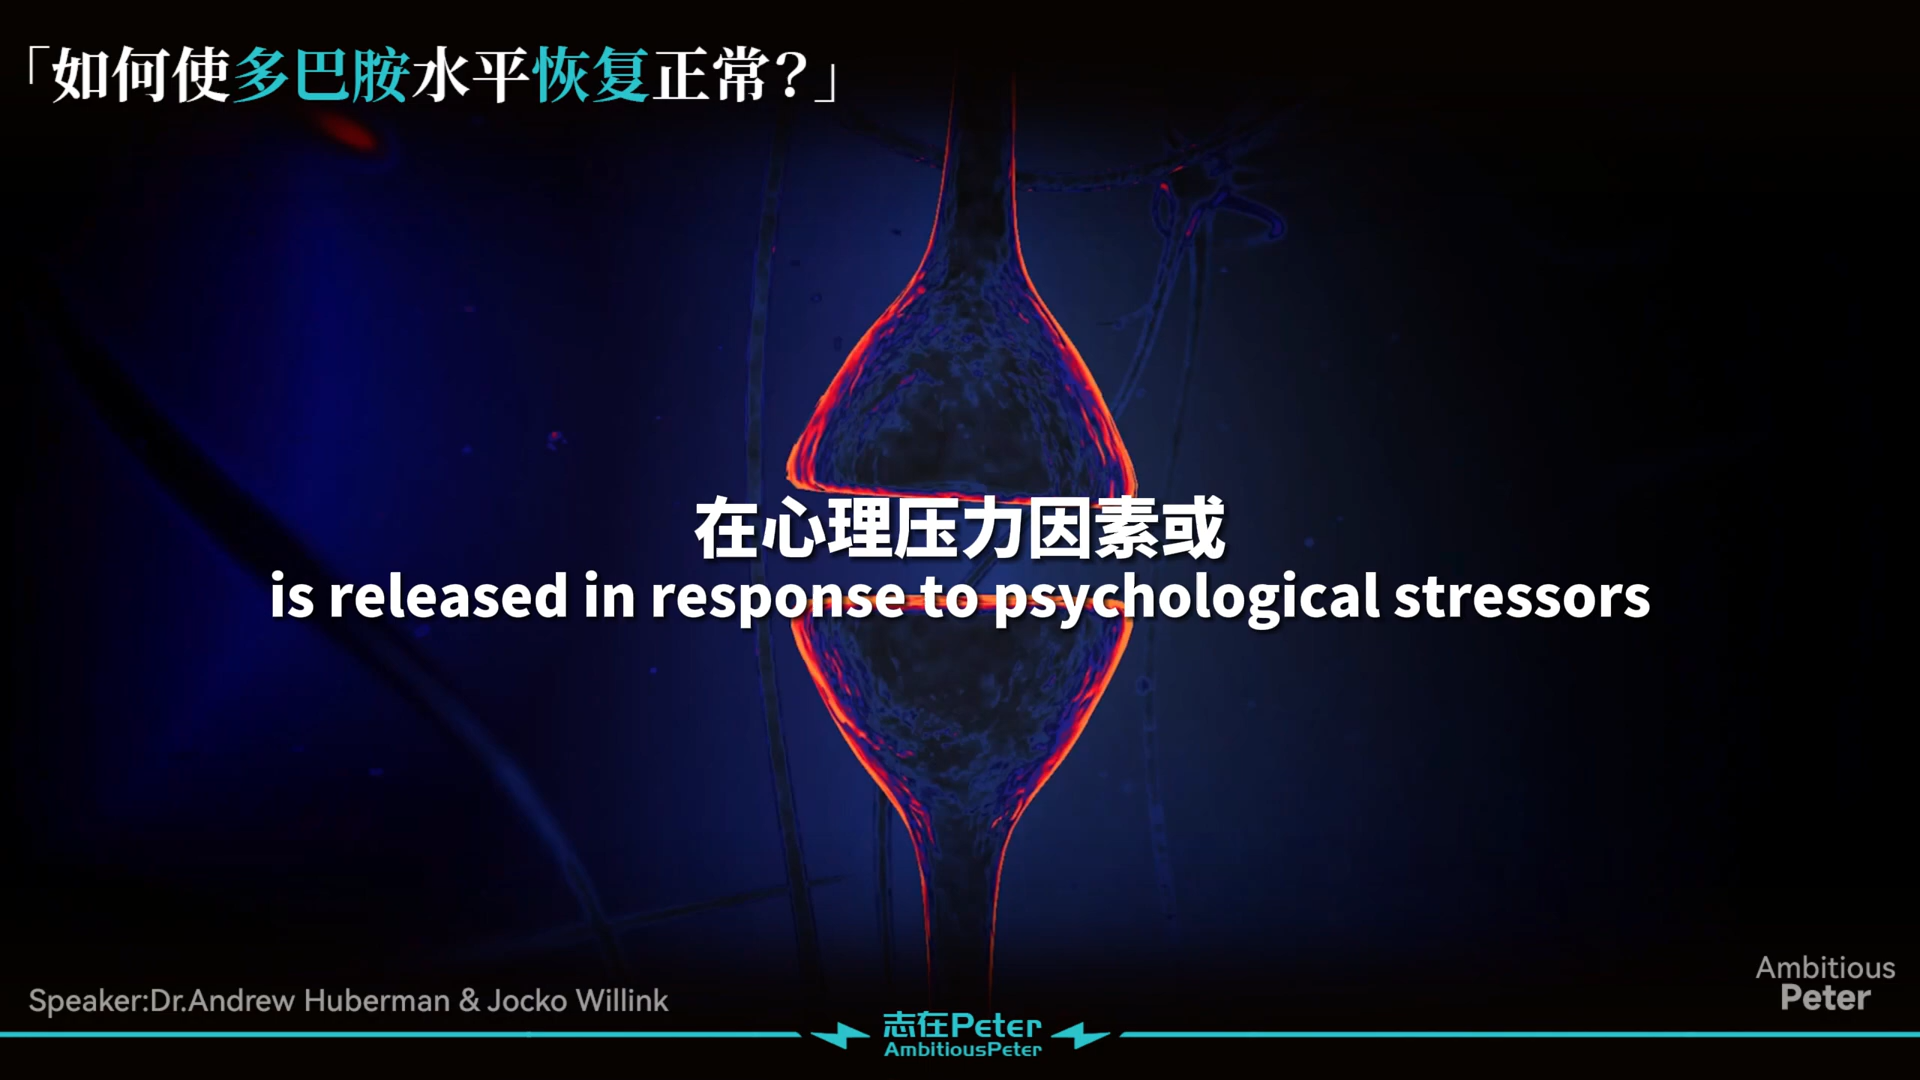 「如何使多巴胺水平恢复正常？」
在心理压力因素或
is released in response to psychological stressors
Speaker:Dr.Andrew Huberman & Jocko Willink
Ambitious
Peter
志在Peter
AmbitiousPeter